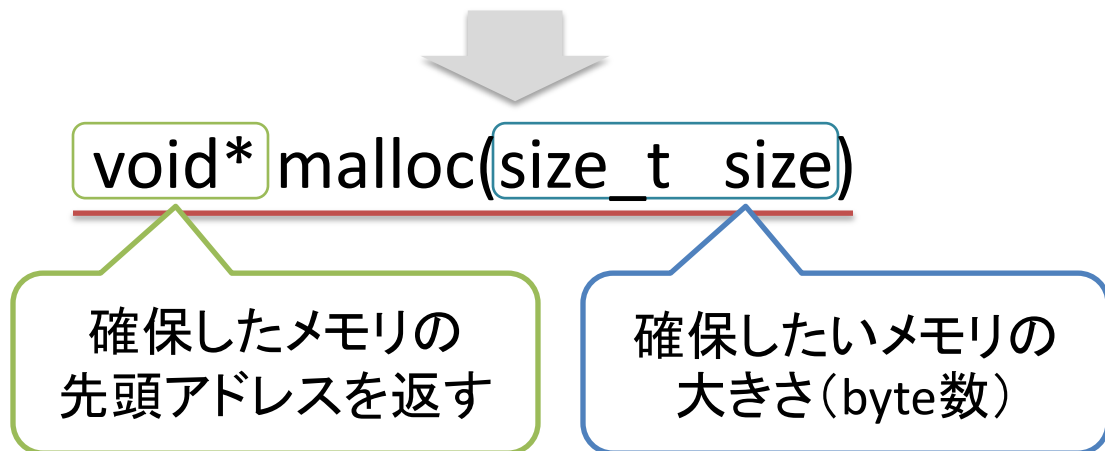 void* malloc(size_t size)
確保したメモリの
先頭アドレスを返す
確保したいメモリの
大きさ（byte数）